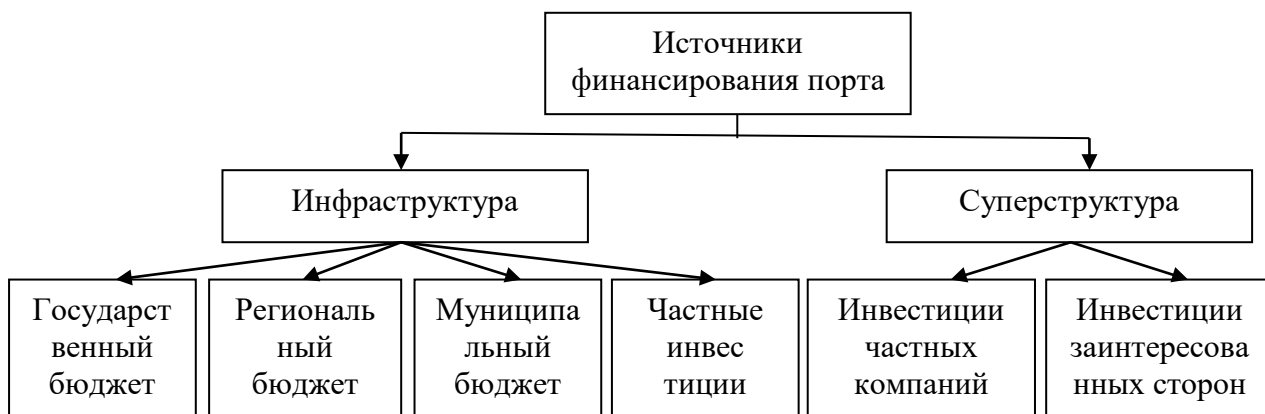 Источники
финансирования порта
Инфраструктура
Суперструктура
Государст
венный
бюджет
Региональ
ный
бюджет
Муниципа
льный
бюджет
Частные
инвес
тиции
Инвестиции
частных
компаний
Инвестиции
заинтересова
нных сторон